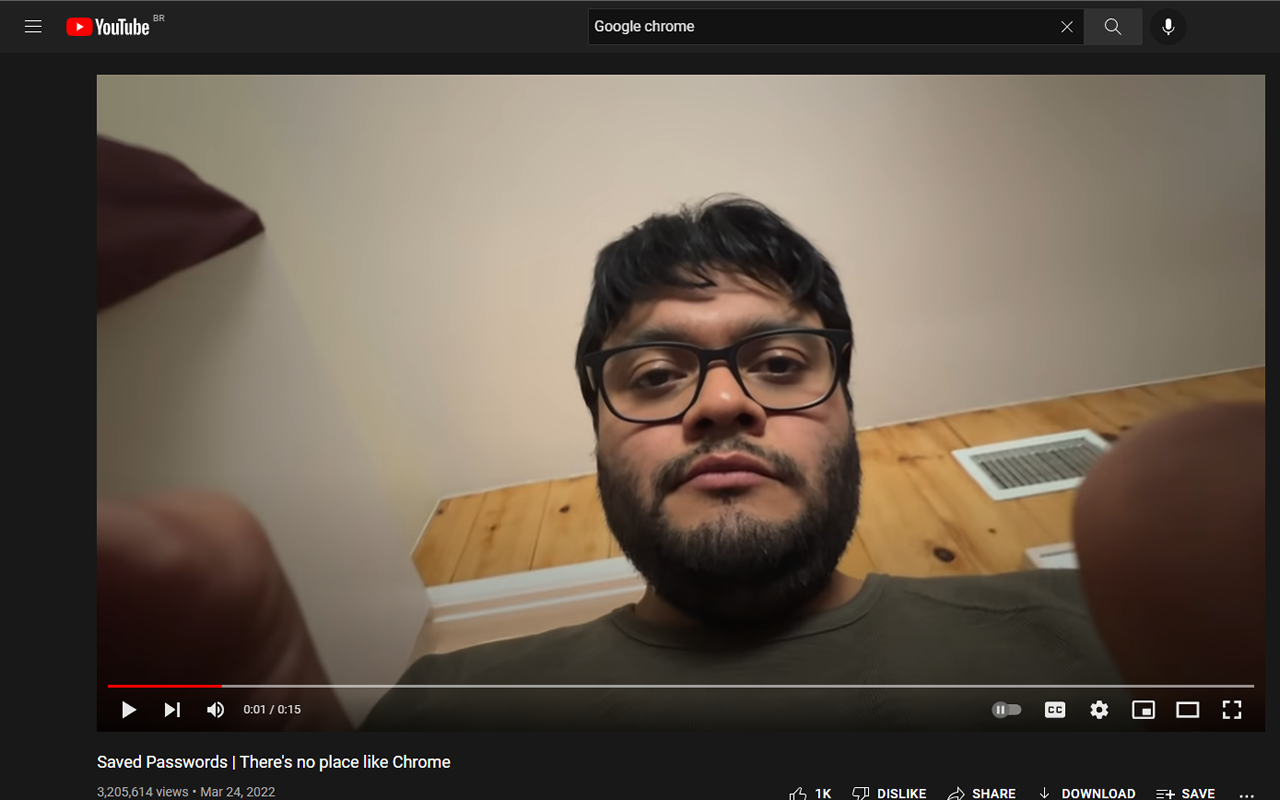 YouTube BR
Google chrome
0:01 / 0:15
CC
Saved Passwords | There's no place like Chrome
3,205,614 views • Mar 24, 2022
1K DISLIKE SHARE DOWNLOAD SAVE ...